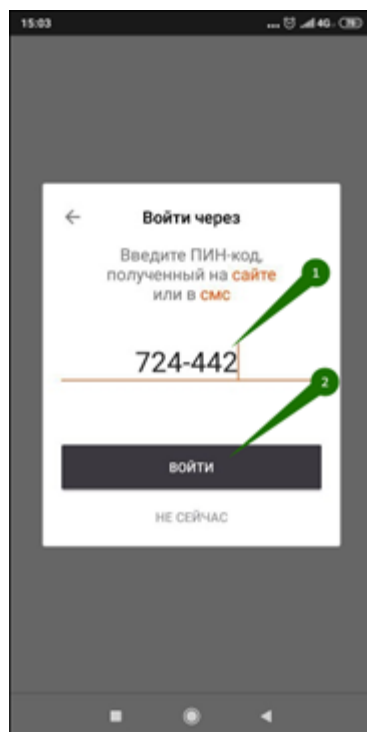 15:03
4G
Войти через
Введите ПИН-код,
полученный на сайте
или в смс
1
724-442
2
ВОЙТИ
НЕ СЕЙЧАС